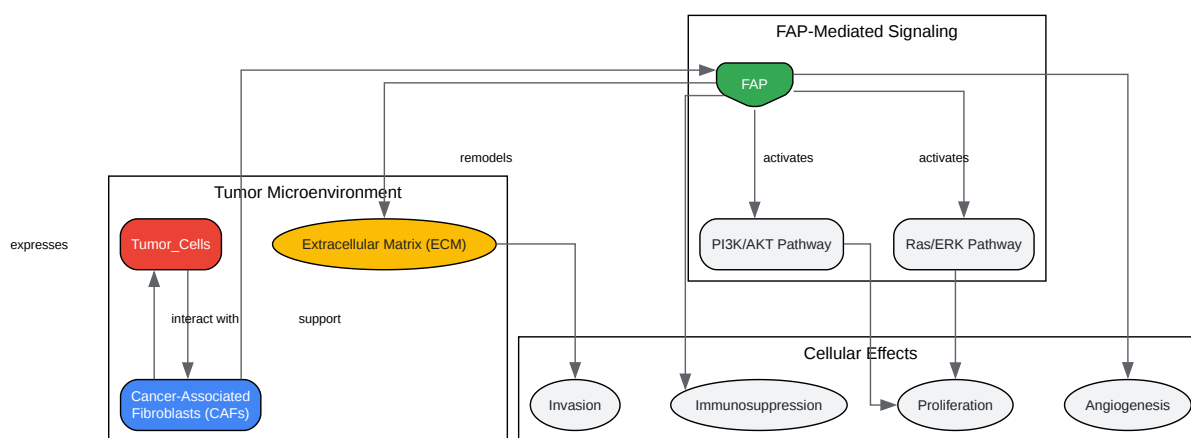 FAP-Mediated Signaling
FAP
remodels
activates
activates
Tumor Microenvironment
expresses
Tumor_Cells
Extracellular Matrix (ECM)
PI3K/AKT Pathway
Ras/ERK Pathway
interact with
support
Cellular Effects
Cancer-Associated
Fibroblasts (CAFs)
Invasion
Immunosuppression
Proliferation
Angiogenesis